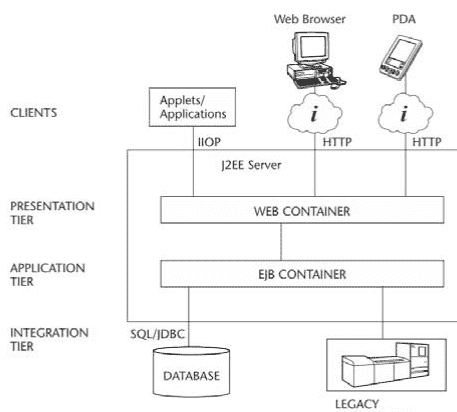 Web Browser
PDA
CLIENTS
Applets/
Applications
i
i
IIOP
HTTP
HTTP
J2EE Server
PRESENTATION
TIER
WEB CONTAINER
APPLICATION
TIER
EJB CONTAINER
INTEGRATION
TIER
SQL/JDBC
DATABASE
LEGACY